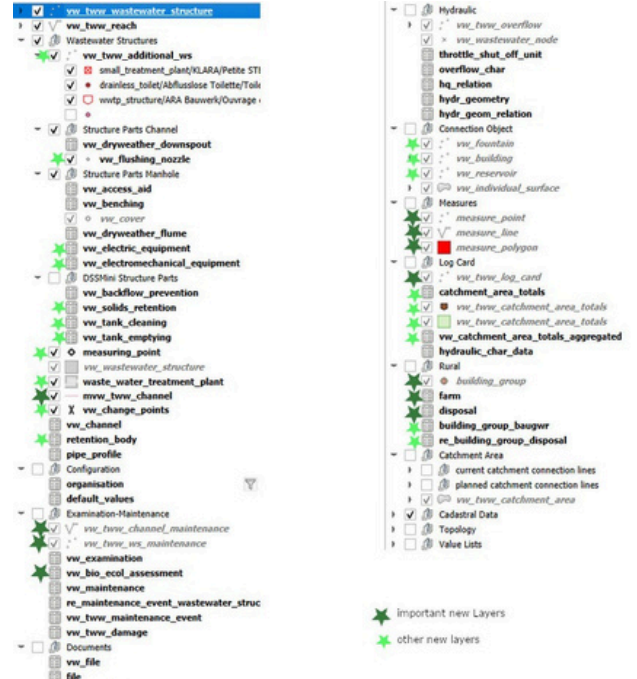 vw_tww_wastewater_structure
vw_tww_reach
Wastewater Structures
vw_tww_additional_ws
small_treatment_plant/KLARA/Petite STE
drainless_toilet/Abflusslose Toilette/Toile
wwtp_structure/ARA Bauwerk/Ouvrage
Structure Parts Channel
vw_dryweather_downspout
vw_flushing_nozzle
Structure Parts Manhole
vw_access_aid
vw_benching
vw_cover
vw_dryweather_flume
vw_electric_equipment
vw_electromechanical_equipment
DSSMini Structure Parts
vw_backflow_prevention
vw_solids_retention
vw_tank_cleaning
vw_tank_emptying
measuring_point
vw_wastewater_structure
waste_water_treatment_plant
mvw_tww_channel
vw_change_points
vw_channel
retention_body
pipe_profile
Configuration
organisation
default_values
Examination-Maintenance
vw_tww_channel_maintenance
vw_tww_ws_maintenance
vw_examination
vw_bio_ecol_assessment
vw_maintenance
re_maintenance_event_wastewater_struc
vw_tww_maintenance_event
vw_tww_damage
Documents
vw_file
file
Hydraulic
vw_tww_overflow
vw_wastewater_node
throttle_shut_off_unit
overflow_char
hq_relation
hydr_geometry
hydr_geom_relation
Connection Object
vw_fountain
vw_building
vw_reservoir
vw_individual_surface
Measures
measure_point
measure_line
measure_polygon
Log Card
vw_tww_log_card
catchment_area_totals
vw_tww_catchment_area_totals
vw_tww_catchment_area_totals
vw_catchment_area_totals_aggregated
hydraulic_char_data
Rural
building_group
farm
disposal
building_group_baugwr
re_building_group_disposal
Catchment Area
current catchment connection lines
planned catchment connection lines
vw_tww_catchment_area
Cadastral Data
Topology
Value Lists
important new Layers
other new layers